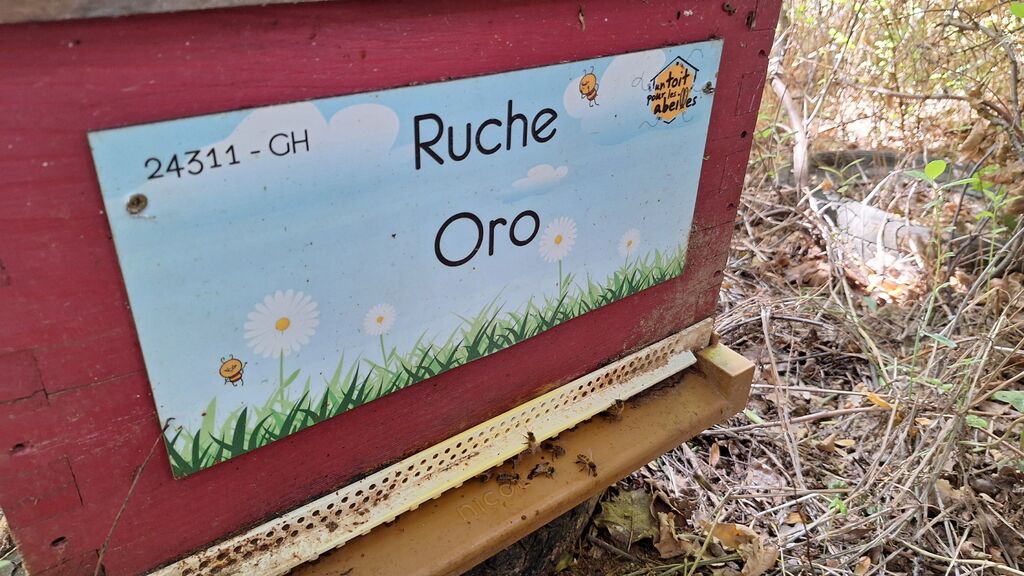 24311 - GH
Ruche
Oro
un toit
pour les
abeilles
nicot